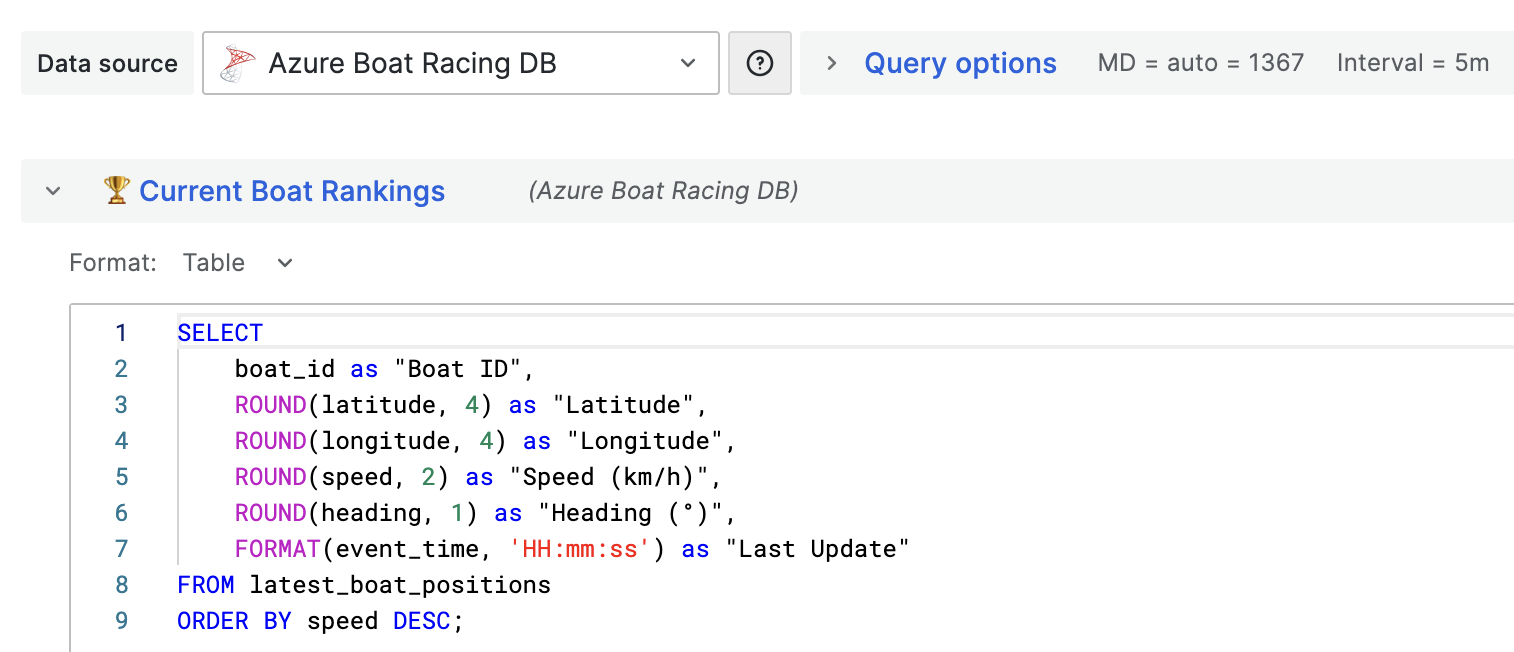 Data source Azure Boat Racing DB Query options MD = auto = 1367 Interval = 5m
🏆 Current Boat Rankings (Azure Boat Racing DB)
Format: Table
1 SELECT
2 boat_id as "Boat ID",
3 ROUND(latitude, 4) as "Latitude",
4 ROUND(longitude, 4) as "Longitude",
5 ROUND(speed, 2) as "Speed (km/h)",
6 ROUND(heading, 1) as "Heading (°)",
7 FORMAT(event_time, 'HH:mm:ss') as "Last Update"
8 FROM latest_boat_positions
9 ORDER BY speed DESC;